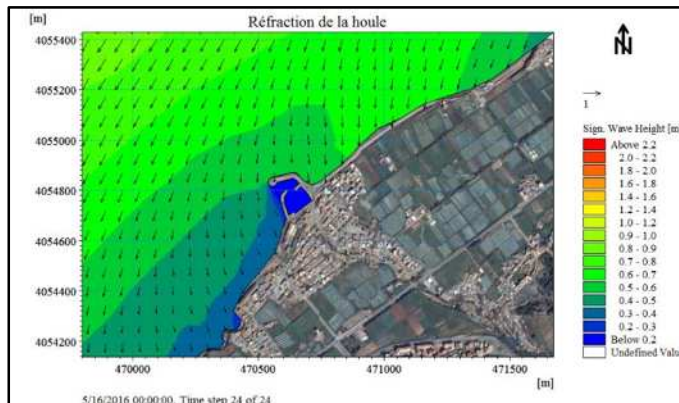 Réfraction de la houle
[m]
N
4055400
4055200
4055000
4054800
4054600
4054400
4054200
470000
470500
471000
471500
[m]
5/16/2016 00:00:00, Time step 24 of 24
1
Sign. Wave Height [m
Above 2.2
2.0 - 2.2
1.8 - 2.0
1.6 - 1.8
1.4 - 1.6
1.2 - 1.4
1.0 - 1.2
0.9 - 1.0
0.8 - 0.9
0.7 - 0.8
0.6 - 0.7
0.5 - 0.6
0.4 - 0.5
0.3 - 0.4
0.2 - 0.3
Below 0.2
Undefined Valu